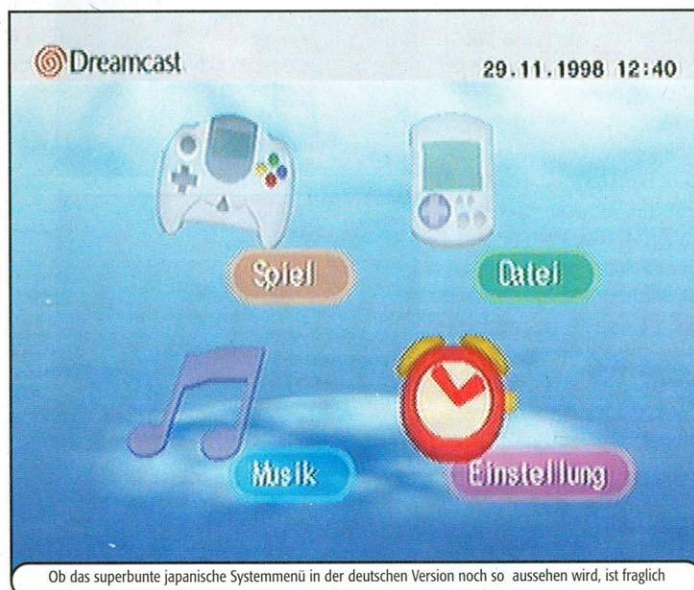 Dreamcast
29.11.1998 12:40
Spiel
Datei
Musik
Einstellung
Ob das superbunte japanische Systemmenü in der deutschen Version noch so aussehen wird, ist fraglich